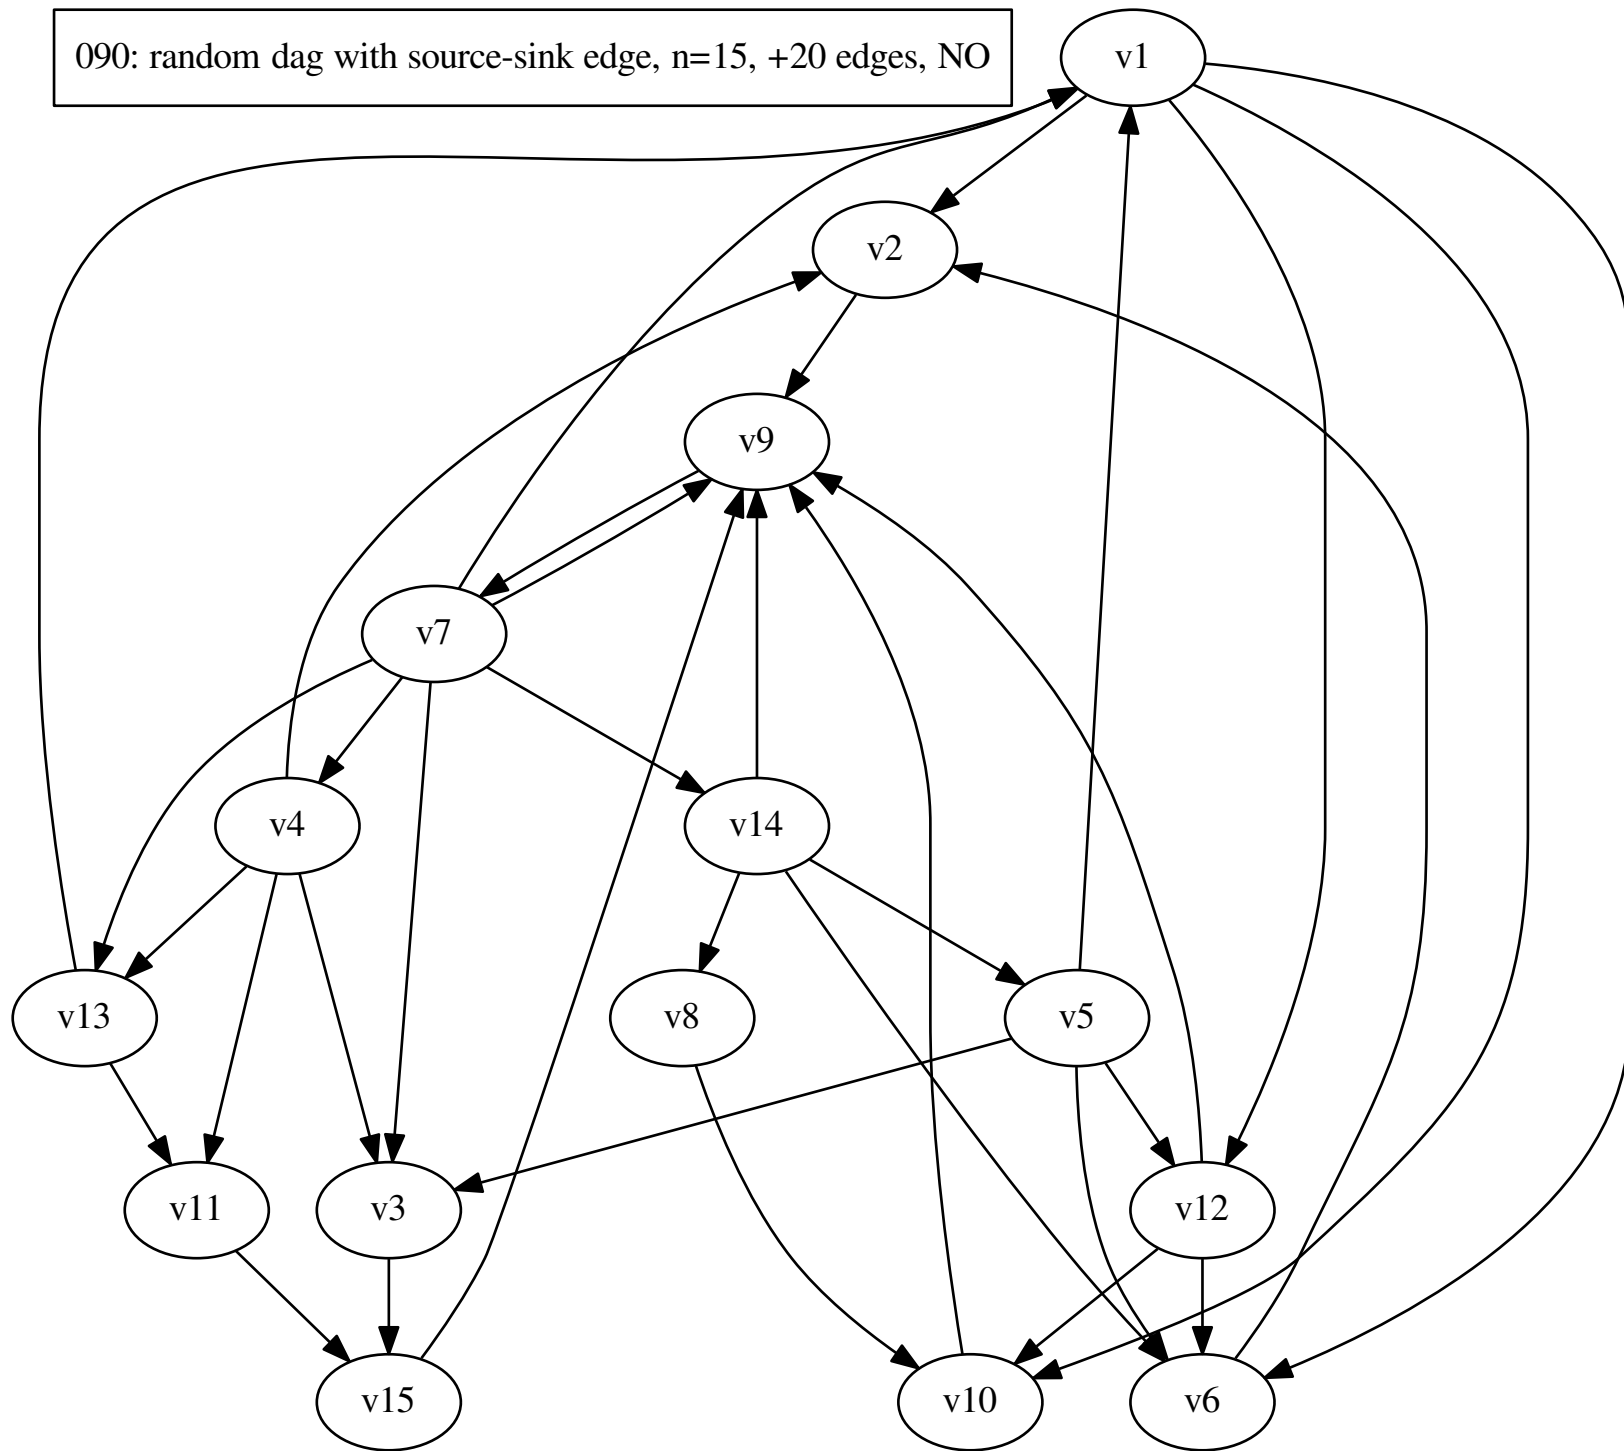 090: random dag with source-sink edge, n=15, +20 edges, NO
v1
v2
v9
v7
v4
v14
v13
v8
v5
v11
v3
v12
v15
v10
v6